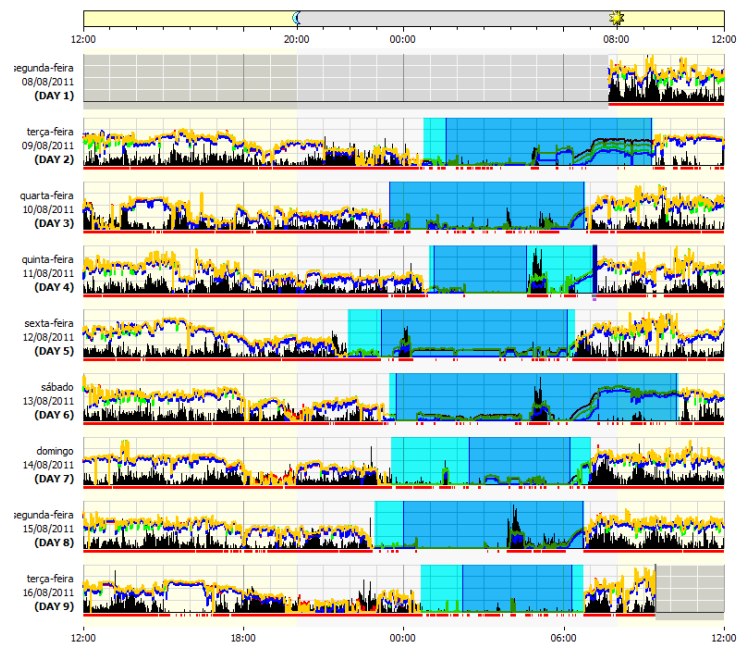 12:00 20:00 00:00 08:00 12:00
segunda-feira
08/08/2011
(DAY 1)
terça-feira
09/08/2011
(DAY 2)
quarta-feira
10/08/2011
(DAY 3)
quinta-feira
11/08/2011
(DAY 4)
sexta-feira
12/08/2011
(DAY 5)
sábado
13/08/2011
(DAY 6)
domingo
14/08/2011
(DAY 7)
segunda-feira
15/08/2011
(DAY 8)
terça-feira
16/08/2011
(DAY 9)
12:00 18:00 00:00 06:00 12:00